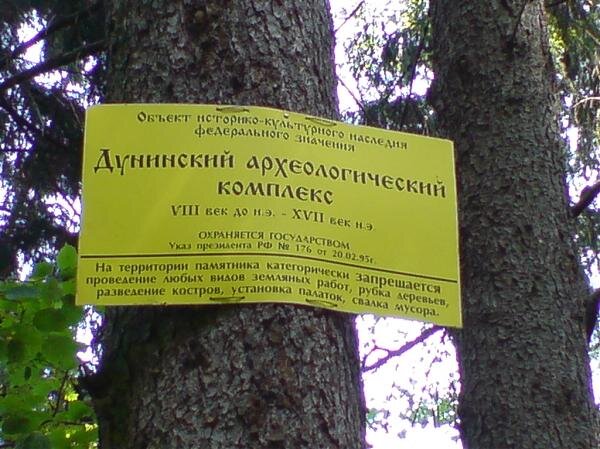 Объект историко-культурного наследия
федерального значения
Дунинский археологический
комплекс
VIII век до н.э. - XVII век н.э.
охраняется государством
Указ президента РФ № 176 от 20.02.95г.
На территории памятника категорически запрещается
проведение любых видов земляных работ, рубка деревьев,
разведение костров, установка палаток, свалка мусора.